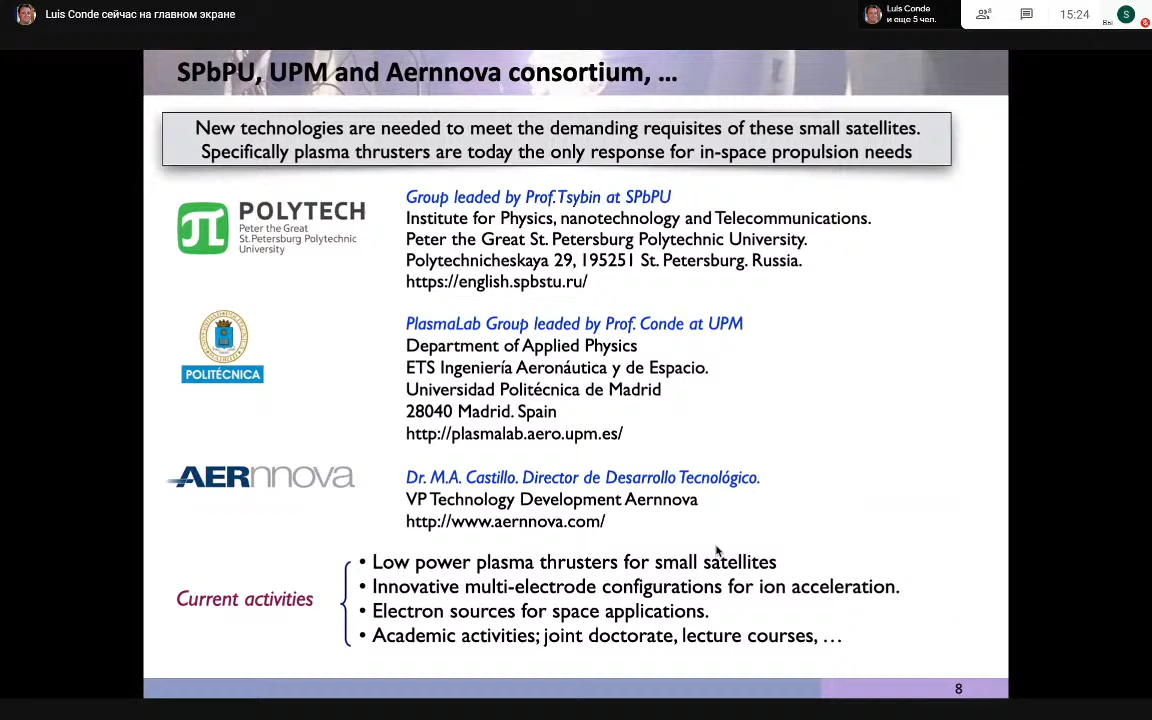 Luis Conde сейчас на главном экране
Luis Conde
и еще 5 чел.
8
15:24
Вы
S
8
SPbPU, UPM and Aernnova consortium, ...
New technologies are needed to meet the demanding requisites of these small satellites.
Specifically plasma thrusters are today the only response for in-space propulsion needs
POLYTECH
Peter the Great
St.Petersburg Polytechnic
University
Group leaded by Prof. Tsybin at SPbPU
Institute for Physics, nanotechnology and Telecommunications.
Peter the Great St. Petersburg Polytechnic University.
Polytechnicheskaya 29, 195251 St. Petersburg. Russia.
https://english.spbstu.ru/
POLITÉCNICA
PlasmaLab Group leaded by Prof. Conde at UPM
Department of Applied Physics
ETS Ingeniería Aeronáutica y de Espacio.
Universidad Politécnica de Madrid
28040 Madrid. Spain
http://plasmalab.aero.upm.es/
AERnnova
Dr. M.A. Castillo. Director de Desarrollo Tecnológico.
VP Technology Development Aernnova
http://www.aernnova.com/
Current activities
• Low power plasma thrusters for small satellites
• Innovative multi-electrode configurations for ion acceleration.
• Electron sources for space applications.
• Academic activities; joint doctorate, lecture courses, ...
8